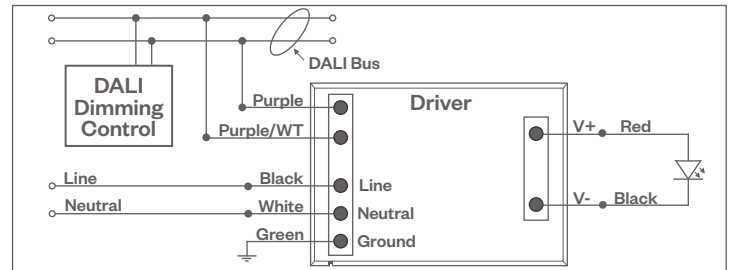 DALI Bus
DALI
Dimming
Control
Driver
Purple
Purple/WT
V+ Red
Line Black Line
Neutral White Neutral
V- Black
Green Ground